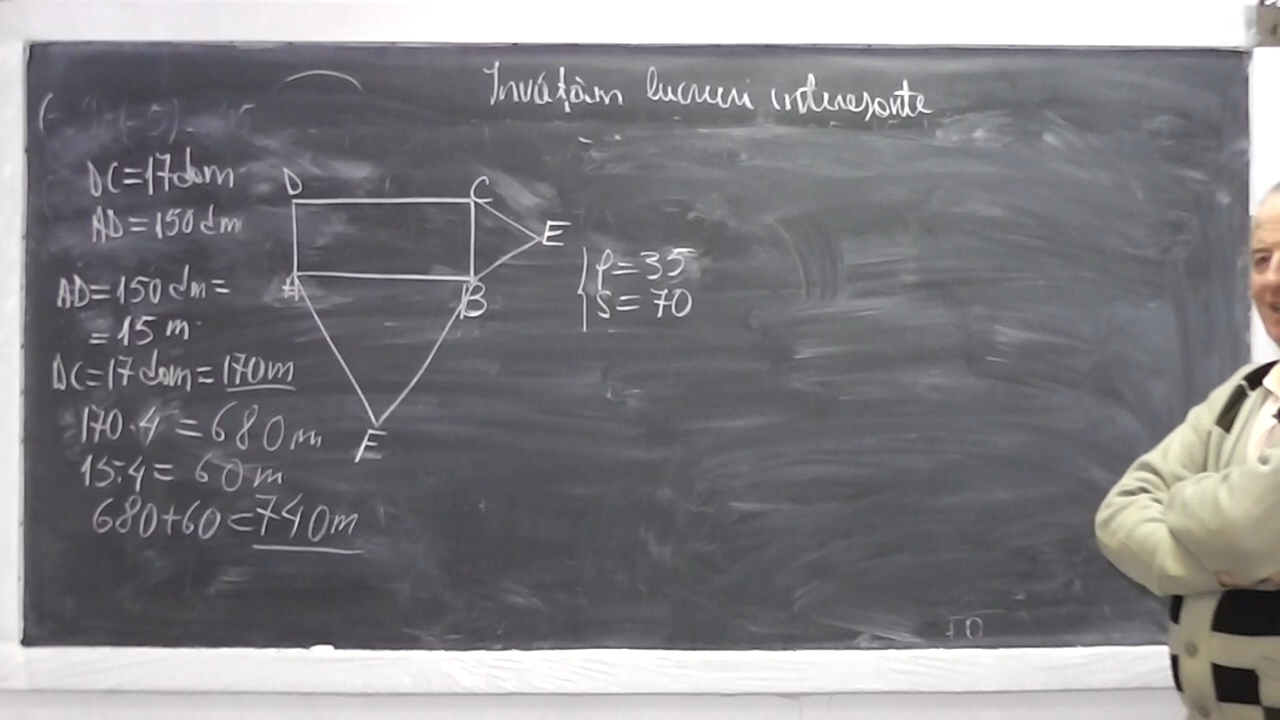 Învățăm lucruri interesante
DC=17dam
AD=150dm
AD=150dm=
=15m
DC=17dam=170m
170·4=680m
15·4=60m
680+60=740m
D
C
E
A
B
F
P=35
S=70